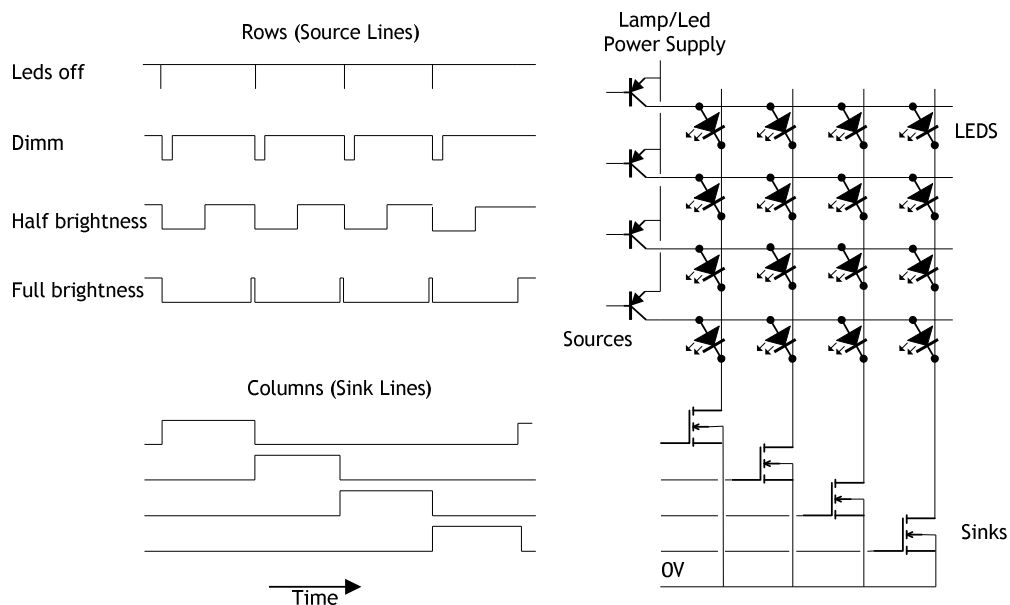 Rows (Source Lines)
Leds off
Dimm
Half brightness
Full brightness
Columns (Sink Lines)
Time
Lamp/Led
Power Supply
LEDS
Sources
Sinks
0V